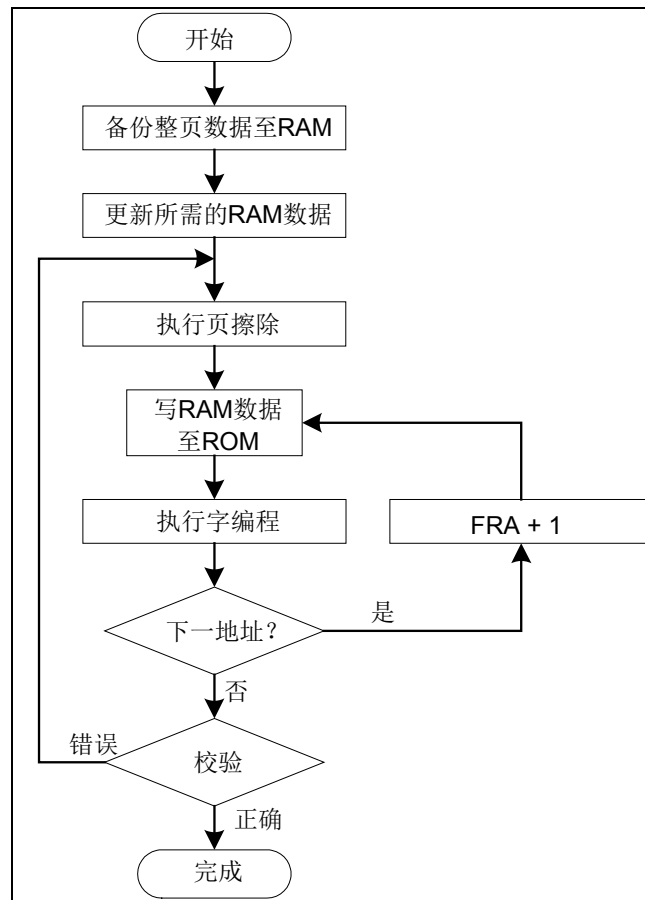 开始
备份整页数据至RAM
更新所需的RAM数据
执行页擦除
写RAM数据
至ROM
执行字编程
FRA + 1
下一地址?
是
否
错误
校验
正确
完成